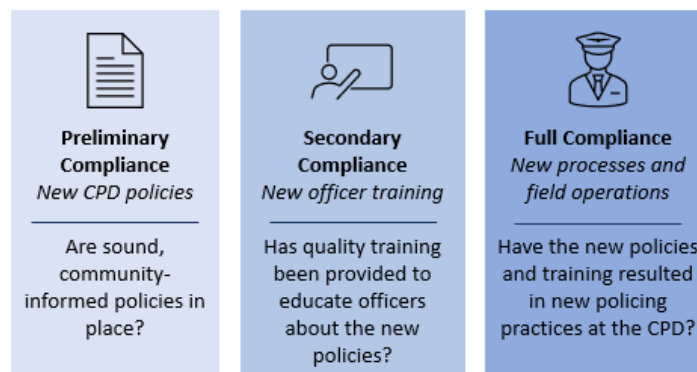 Preliminary
Compliance
New CPD policies
Are sound,
community-
informed policies in
place?
Secondary
Compliance
New officer training
Has quality training
been provided to
educate officers
about the new
policies?
Full Compliance
New processes and
field operations
Have the new policies
and training resulted
in new policing
practices at the CPD?